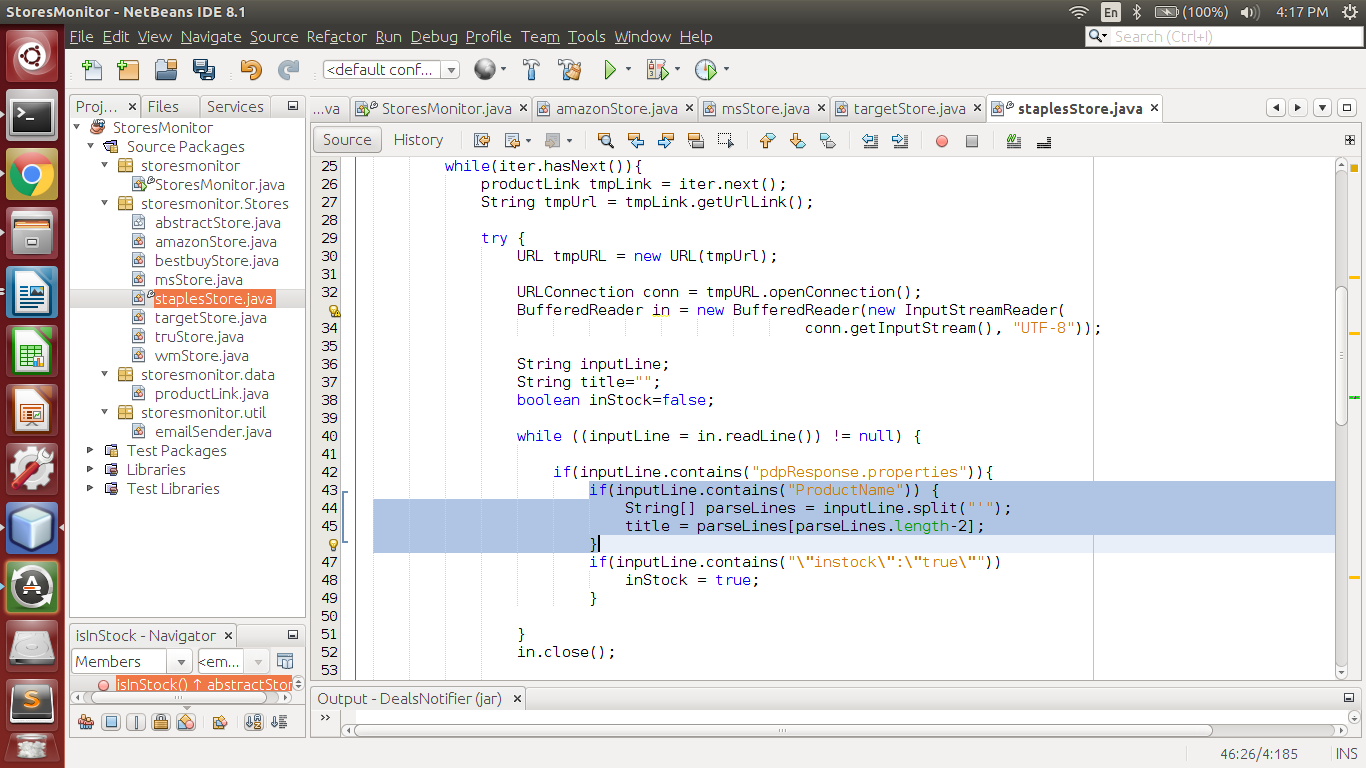 StoresMonitor - NetBeans IDE 8.1
En
(100%)
4:17 PM
File Edit View Navigate Source Refactor Run Debug Profile Team Tools Window Help
Search (Ctrl+I)
<default conf...
Proj... × Files Services
StoresMonitor
Source Packages
storesmonitor
StoresMonitor.java
storesmonitor.Stores
abstractStore.java
amazonStore.java
bestbuyStore.java
msStore.java
staplesStore.java
targetStore.java
truStore.java
wmStore.java
storesmonitor.data
productLink.java
storesmonitor.util
emailSender.java
Test Packages
Libraries
Test Libraries
isInStock - Navigator ×
Members
<em...
isInStock() ↑ abstractStor
...va StoresMonitor.java × amazonStore.java × msStore.java × targetStore.java × staplesStore.java ×
Source History
25 while(iter.hasNext()){
26 productLink tmpLink = iter.next();
27 String tmpUrl = tmpLink.getUrlLink();
28
29 try {
30 URL tmpURL = new URL(tmpUrl);
31
32 URLConnection conn = tmpURL.openConnection();
BufferedReader in = new BufferedReader(new InputStreamReader(
34 conn.getInputStream(), "UTF-8"));
35
36 String inputLine;
37 String title="";
38 boolean inStock=false;
39
40 while ((inputLine = in.readLine()) != null) {
41
42 if(inputLine.contains("pdpResponse.properties")){
43 if(inputLine.contains("ProductName")) {
44 String[] parseLines = inputLine.split("'");
45 title = parseLines[parseLines.length-2];
}
47 if(inputLine.contains("\"instock\":\"true\""))
48 inStock = true;
49 }
50
51 }
52 in.close();
53
Output - DealsNotifier (jar) ×
46:26/4:185
INS